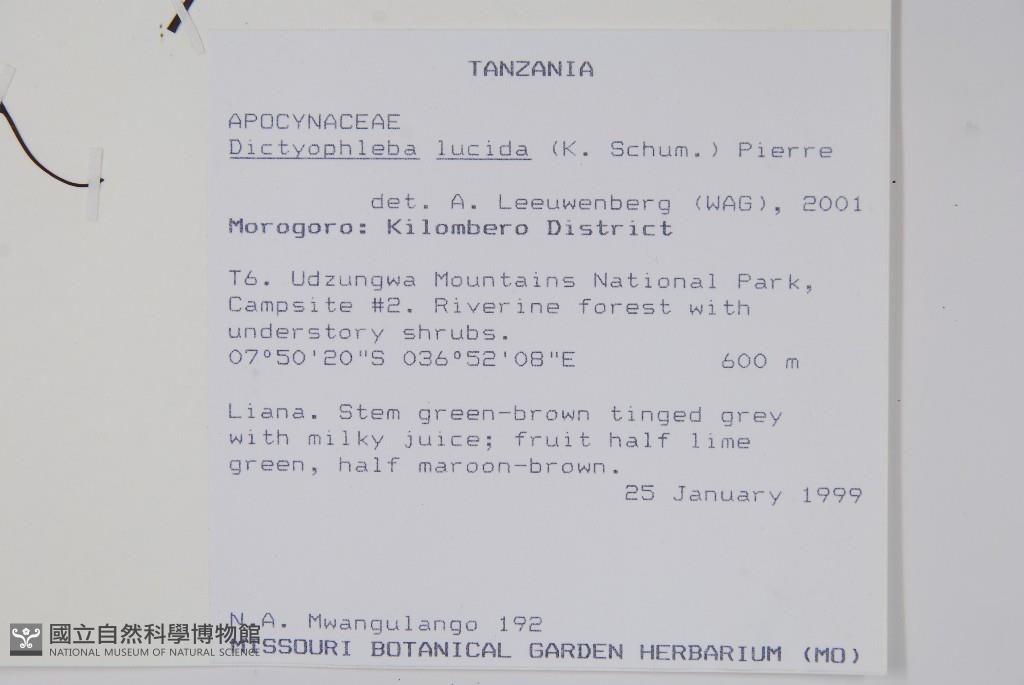 TANZANIA
APOCYNACEAE
Dictyophleba lucida (K. Schum.) Pierre
det. A. Leeuwenberg (WAG), 2001
Morogoro: Kilombero District
T6. Udzungwa Mountains National Park,
Campsite #2. Riverine forest with
understory shrubs.
07°50'20"S 036°52'08"E 600 m
Liana. Stem green-brown tinged grey
with milky juice; fruit half lime
green, half maroon-brown.
25 January 1999
N.A. Mwangulango 192
MISSOURI BOTANICAL GARDEN HERBARIUM (MO)
國立自然科學博物館
NATIONAL MUSEUM OF NATURAL SCIENCE